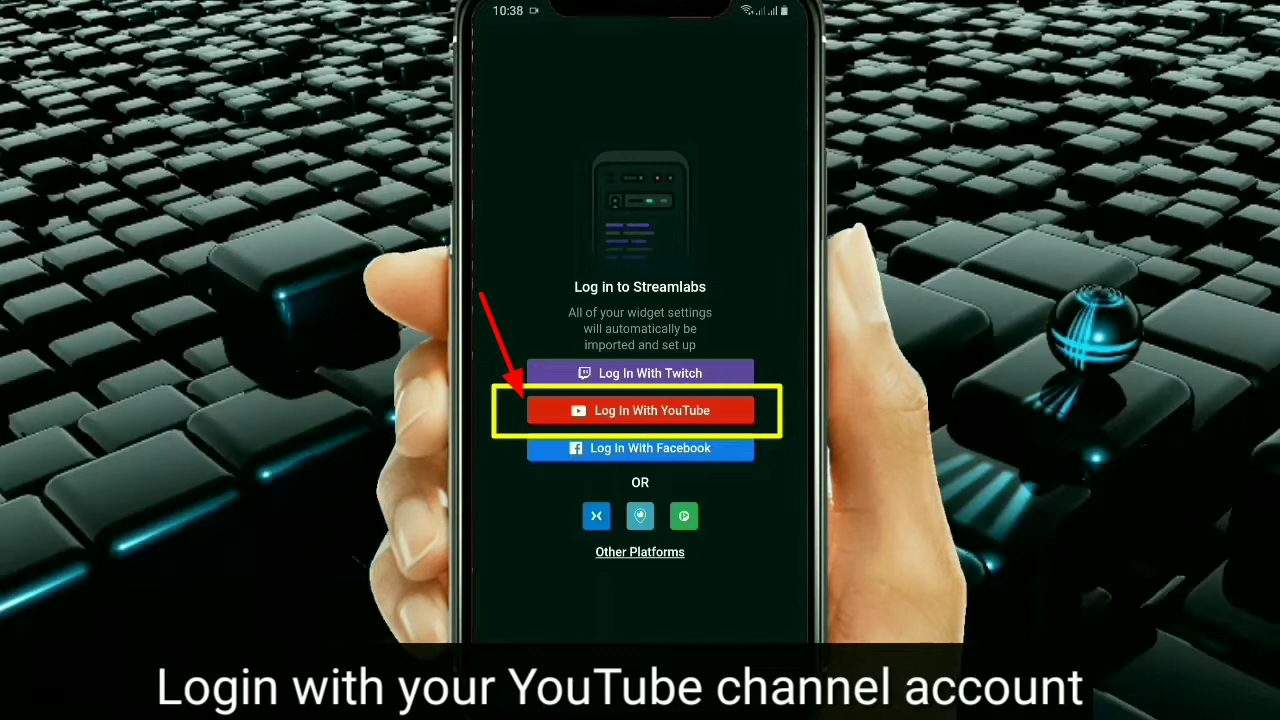 10:38
Log in to Streamlabs
All of your widget settings
will automatically be
imported and set up
Log In With Twitch
Log In With YouTube
Log In With Facebook
OR
Other Platforms
Login with your YouTube channel account